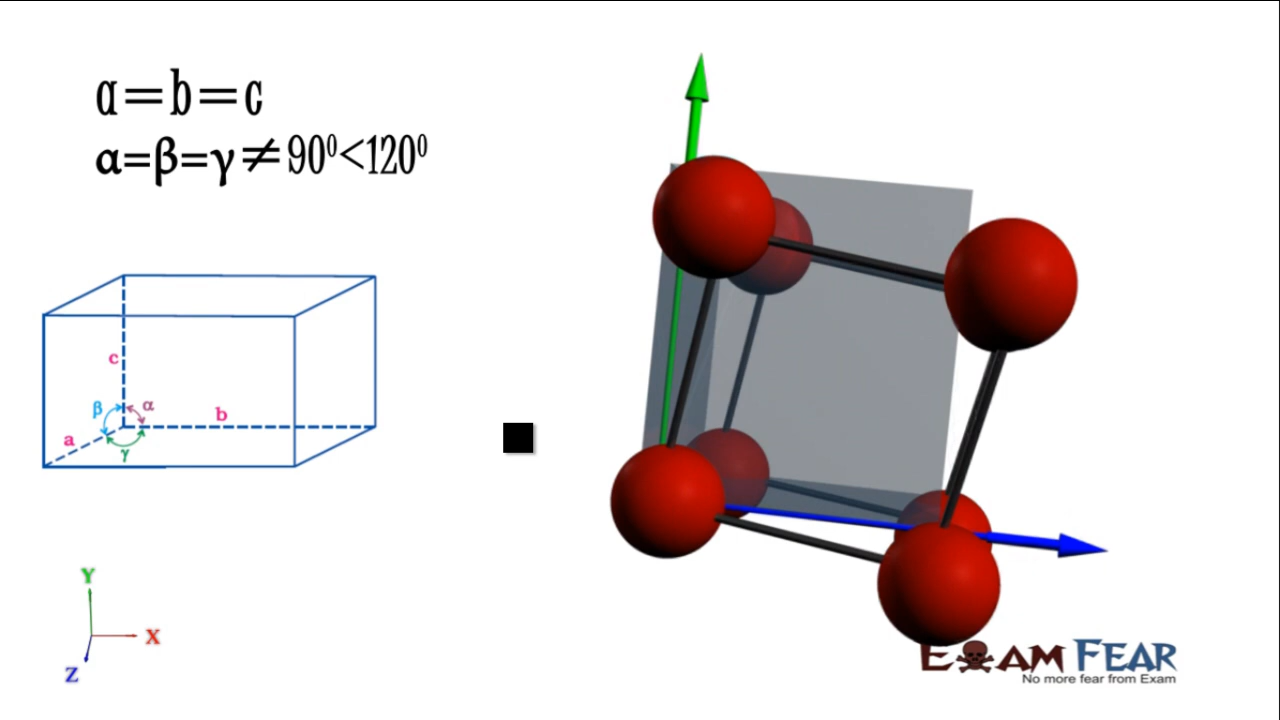 a=b=c
α=β=γ≠90⁰<120⁰
c
β
α
b
a
γ
Y
X
Z
EXAM FEAR
No more fear from Exam